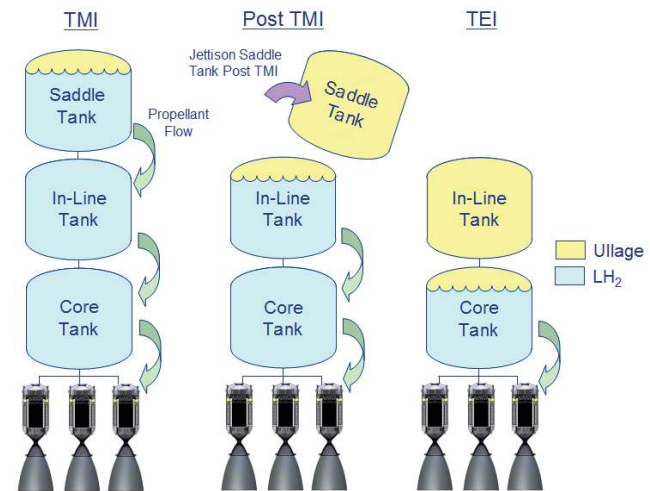 TMI
Post TMI
TEI
Jettison Saddle
Tank Post TMI
Saddle
Tank
Saddle
Tank
Propellant
Flow
In-Line
Tank
In-Line
Tank
In-Line
Tank
Ullage
LH₂
Core
Tank
Core
Tank
Core
Tank